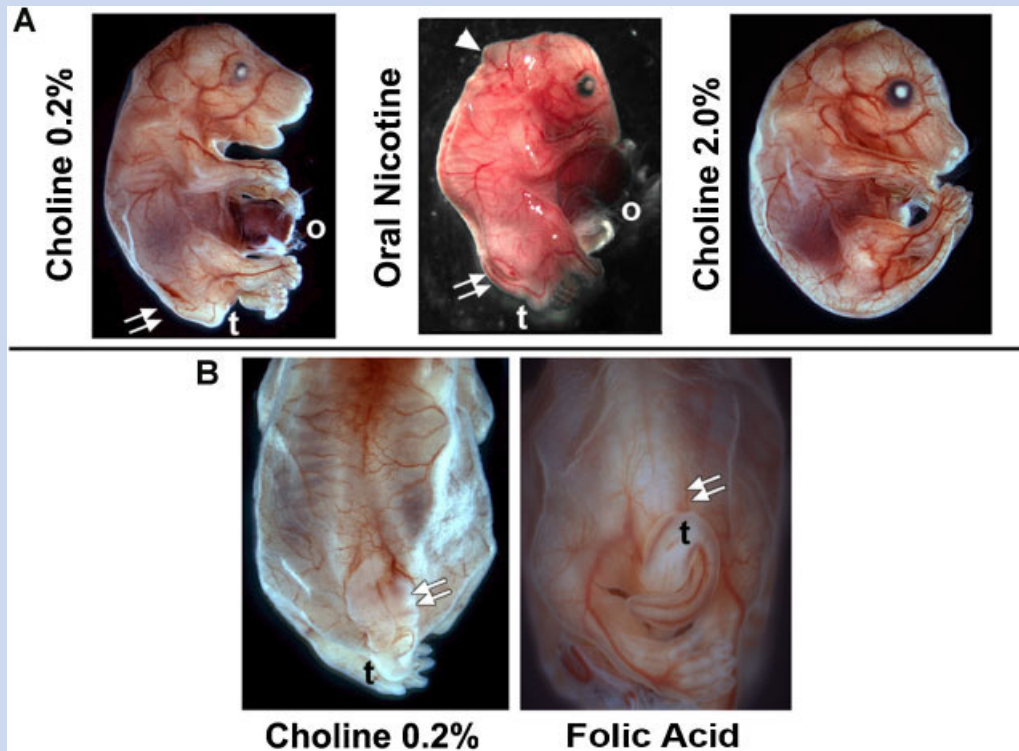 A
Choline 0.2%
o
t
Oral Nicotine
o
t
Choline 2.0%
B
t
Choline 0.2%
t
Folic Acid